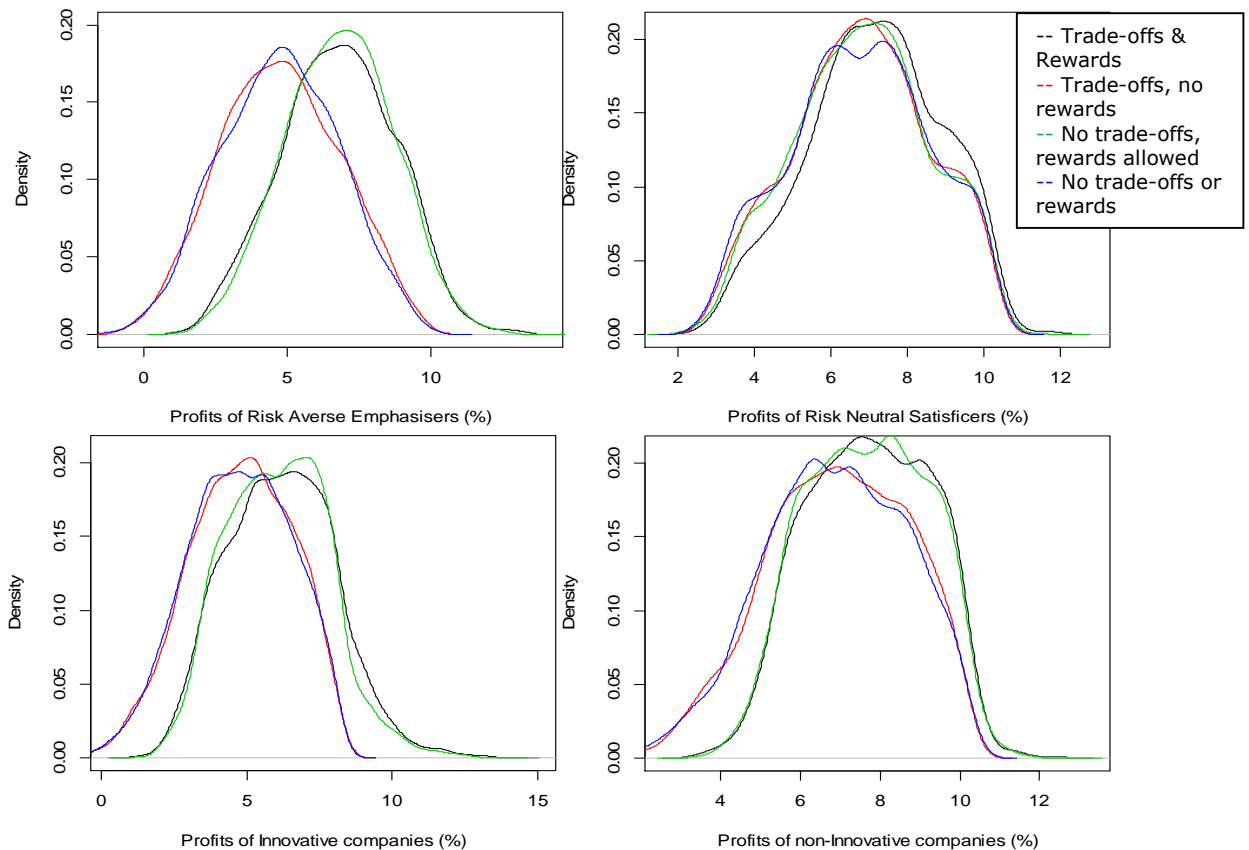 0.20
0.15
0.10
0.05
0.00
Density
0 5 10
Profits of Risk Averse Emphasisers (%)
0.20
0.15
0.10
0.05
0.00
Density
2 4 6 8 10 12
Profits of Risk Neutral Satisficers (%)
-- Trade-offs &
Rewards
-- Trade-offs, no
rewards
-- No trade-offs,
rewards allowed
-- No trade-offs or
rewards
0.20
0.15
0.10
0.05
0.00
Density
0 5 10 15
Profits of Innovative companies (%)
0.20
0.15
0.10
0.05
0.00
Density
4 6 8 10 12
Profits of non-Innovative companies (%)